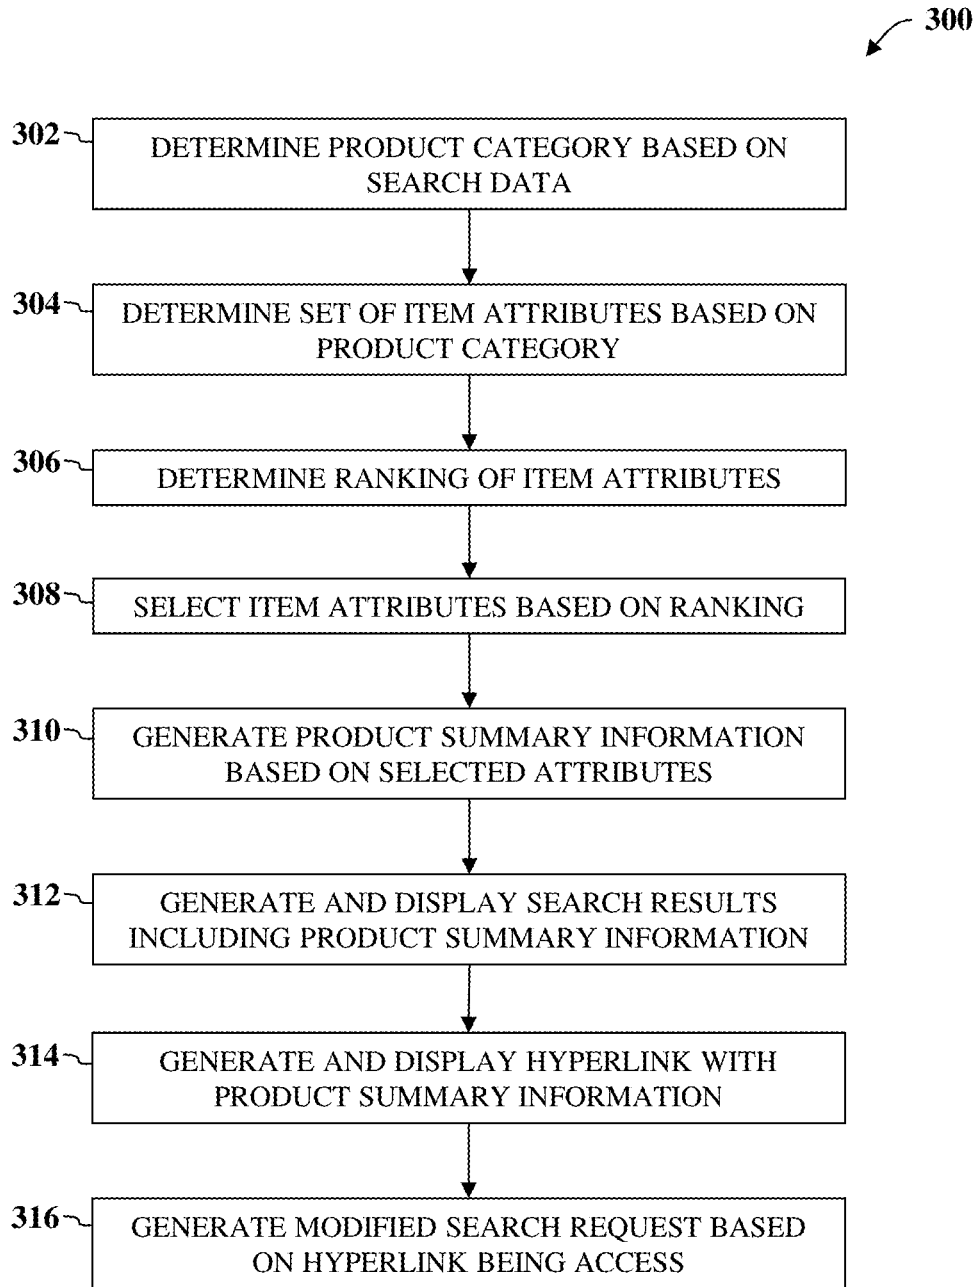 300
302
DETERMINE PRODUCT CATEGORY BASED ON
SEARCH DATA
304
DETERMINE SET OF ITEM ATTRIBUTES BASED ON
PRODUCT CATEGORY
306
DETERMINE RANKING OF ITEM ATTRIBUTES
308
SELECT ITEM ATTRIBUTES BASED ON RANKING
310
GENERATE PRODUCT SUMMARY INFORMATION
BASED ON SELECTED ATTRIBUTES
312
GENERATE AND DISPLAY SEARCH RESULTS
INCLUDING PRODUCT SUMMARY INFORMATION
314
GENERATE AND DISPLAY HYPERLINK WITH
PRODUCT SUMMARY INFORMATION
316
GENERATE MODIFIED SEARCH REQUEST BASED
ON HYPERLINK BEING ACCESS